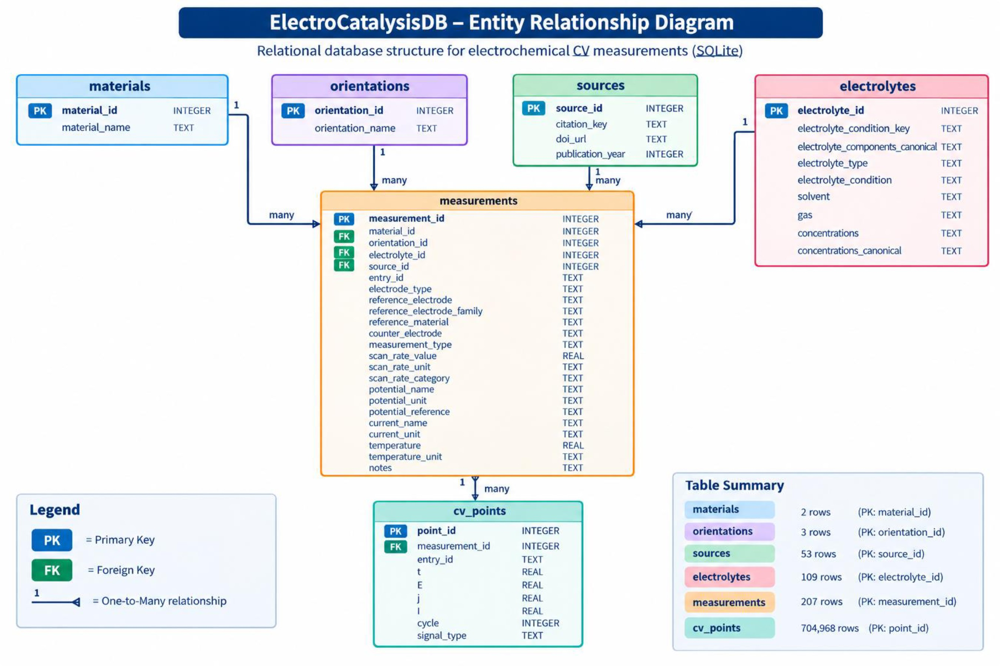 ElectroCatalysisDB – Entity Relationship Diagram
Relational database structure for electrochemical CV measurements (SQLite)
materials
PK material_id INTEGER
material_name TEXT
1
many
orientations
PK orientation_id INTEGER
orientation_name TEXT
1
many
sources
PK source_id INTEGER
citation_key TEXT
doi_url TEXT
publication_year INTEGER
1
many
electrolytes
PK electrolyte_id INTEGER
electrolyte_condition_key TEXT
electrolyte_components_canonical TEXT
electrolyte_type TEXT
electrolyte_condition TEXT
solvent TEXT
gas TEXT
concentrations TEXT
concentrations_canonical TEXT
1
many
measurements
PK measurement_id INTEGER
FK material_id INTEGER
orientation_id INTEGER
FK electrolyte_id INTEGER
FK source_id INTEGER
entry_id TEXT
electrode_type TEXT
reference_electrode TEXT
reference_electrode_family TEXT
reference_material TEXT
counter_electrode TEXT
measurement_type TEXT
scan_rate_value REAL
scan_rate_unit TEXT
scan_rate_category TEXT
potential_name TEXT
potential_unit TEXT
potential_reference TEXT
current_name TEXT
current_unit TEXT
temperature REAL
temperature_unit TEXT
notes TEXT
1
many
cv_points
PK point_id INTEGER
FK measurement_id INTEGER
entry_id TEXT
t REAL
E REAL
j REAL
I REAL
cycle INTEGER
signal_type TEXT
Legend
PK = Primary Key
FK = Foreign Key
1 = One-to-Many relationship
Table Summary
materials 2 rows (PK: material_id)
orientations 3 rows (PK: orientation_id)
sources 53 rows (PK: source_id)
electrolytes 109 rows (PK: electrolyte_id)
measurements 207 rows (PK: measurement_id)
cv_points 704,968 rows (PK: point_id)